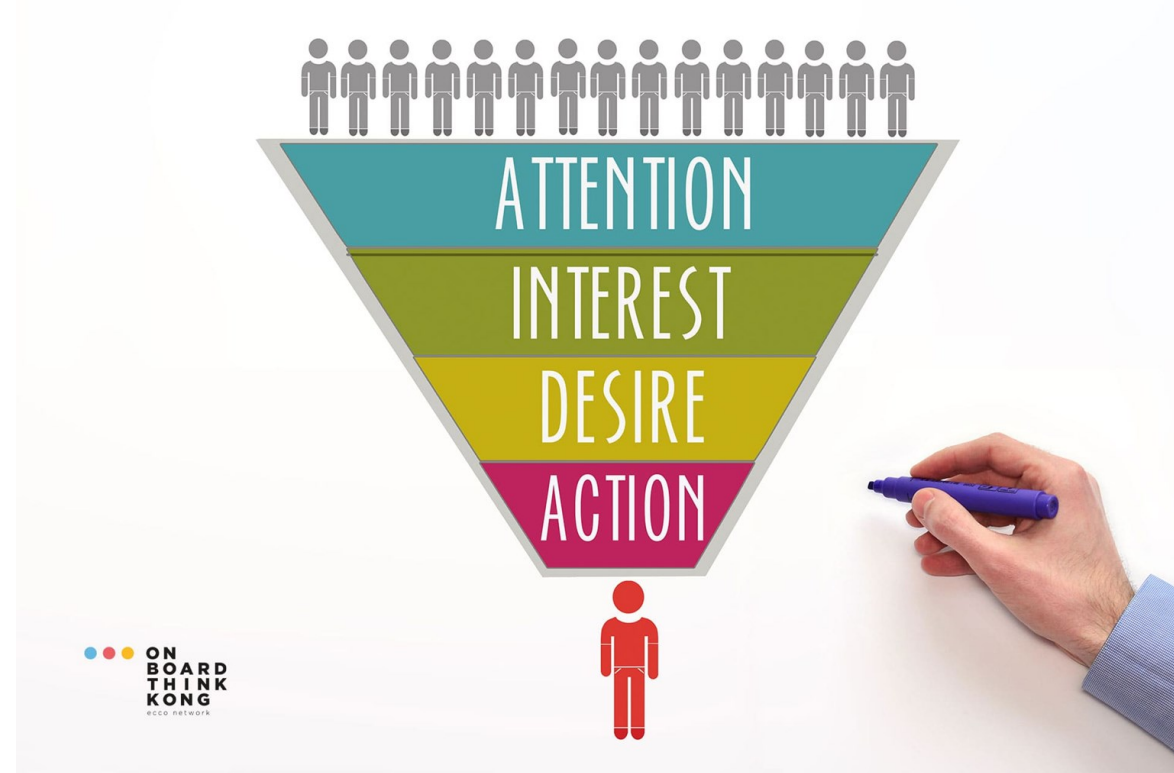 ATTENTION
INTEREST
DESIRE
ACTION
ON
BOARD
THINK
KONG
ecco network